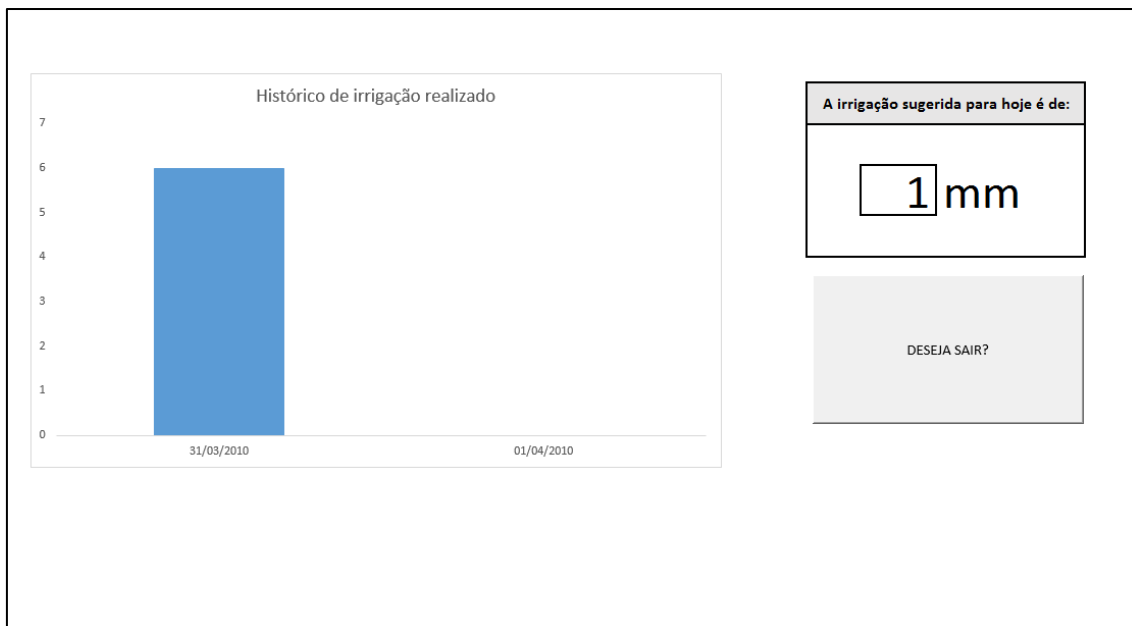 Histórico de irrigação realizado
7
6
5
4
3
2
1
0
31/03/2010 01/04/2010
A irrigação sugerida para hoje é de:
1 mm
DESEJA SAIR?